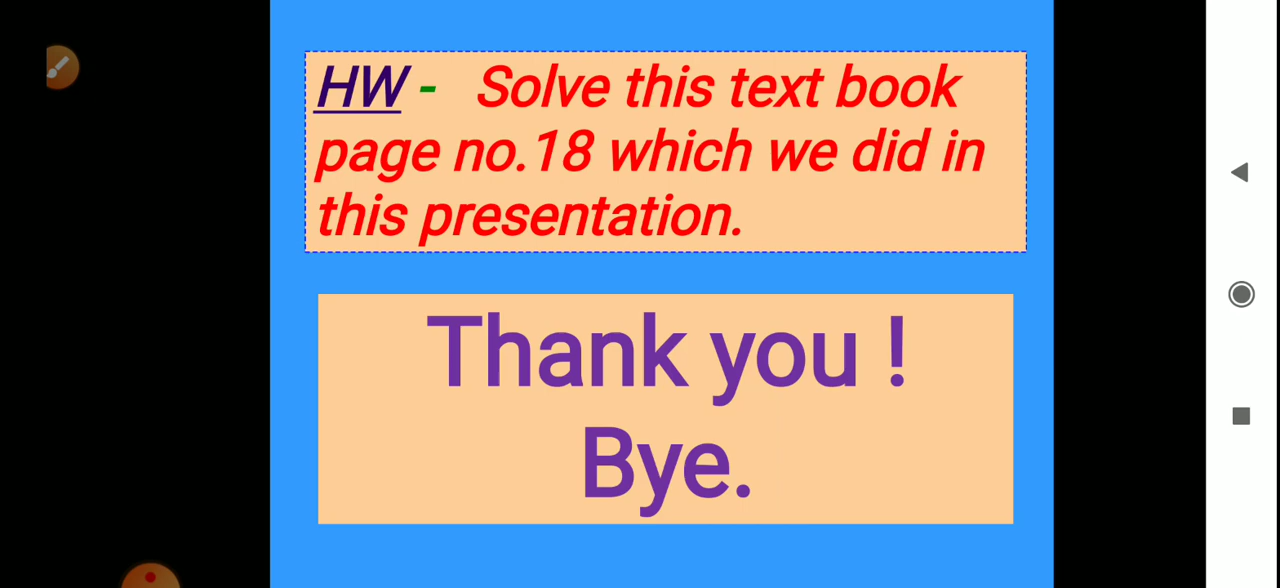 HW - Solve this text book
page no.18 which we did in
this presentation.
Thank you !
Bye.